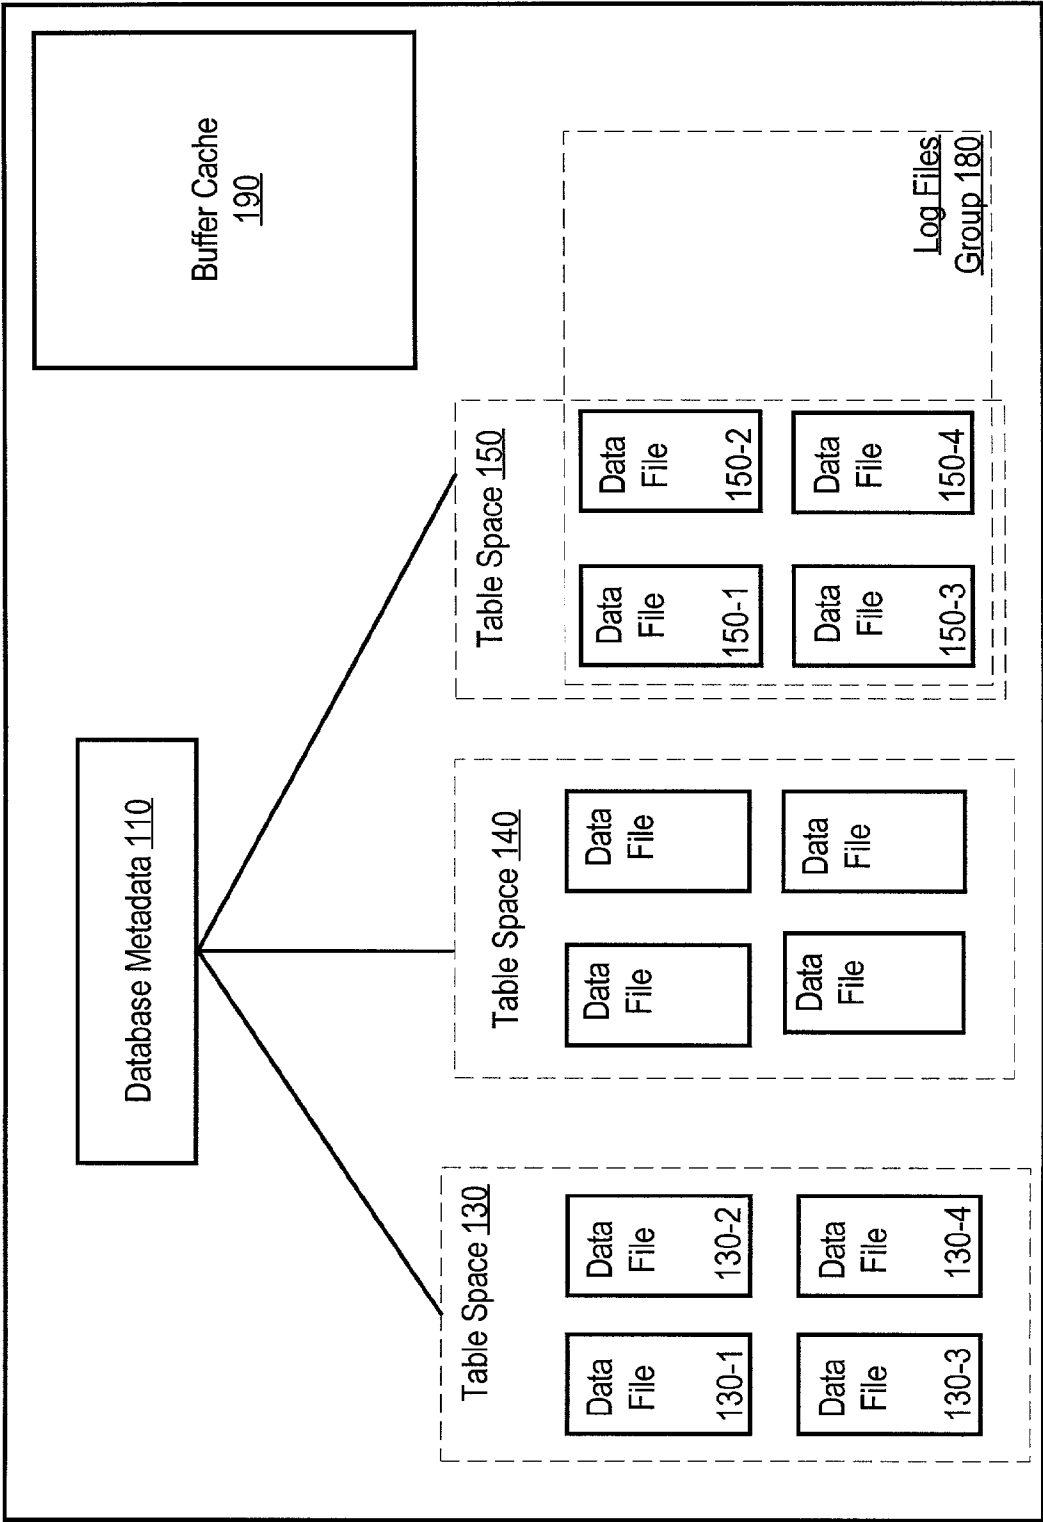 Database Metadata 110
Buffer Cache
190
Table Space 130
Data
File
130-1
Data
File
130-2
Data
File
130-3
Data
File
130-4
Table Space 140
Data
File
Data
File
Data
File
Data
File
Table Space 150
Data
File
150-1
Data
File
150-2
Data
File
150-3
Data
File
150-4
Log Files
Group 180